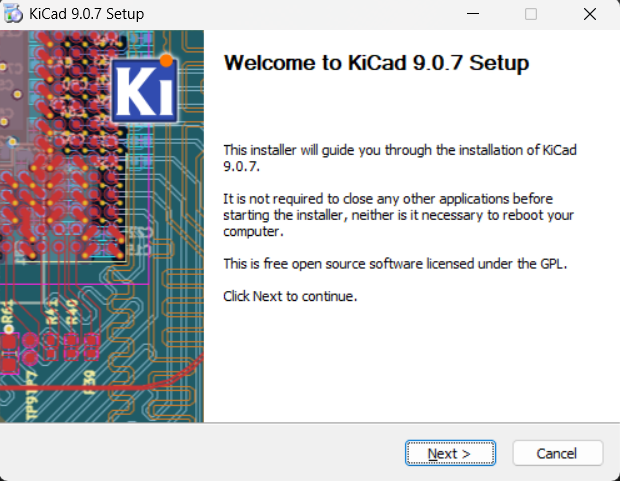 KiCad 9.0.7 Setup
Ki
Welcome to KiCad 9.0.7 Setup
This installer will guide you through the installation of KiCad
9.0.7.
It is not required to close any other applications before
starting the installer, neither is it necessary to reboot your
computer.
This is free open source software licensed under the GPL.
Click Next to continue.
R61
R41
R40
Next >
Cancel